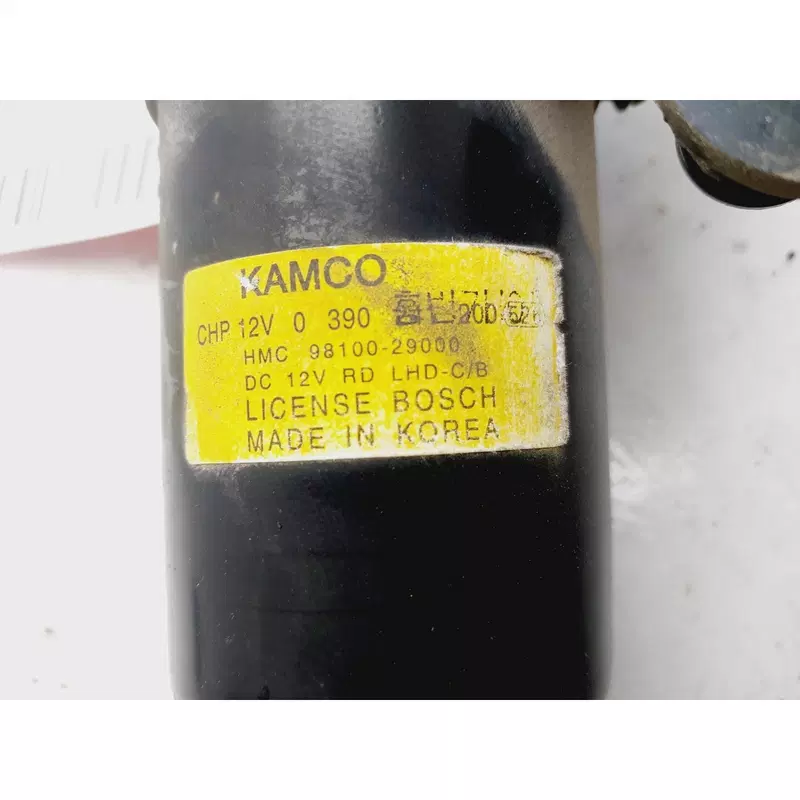 KAMCO
CHP 12V 0 390
HMC 98100-29000
DC 12V RD LHD-C/B
LICENSE BOSCH
MADE IN KOREA